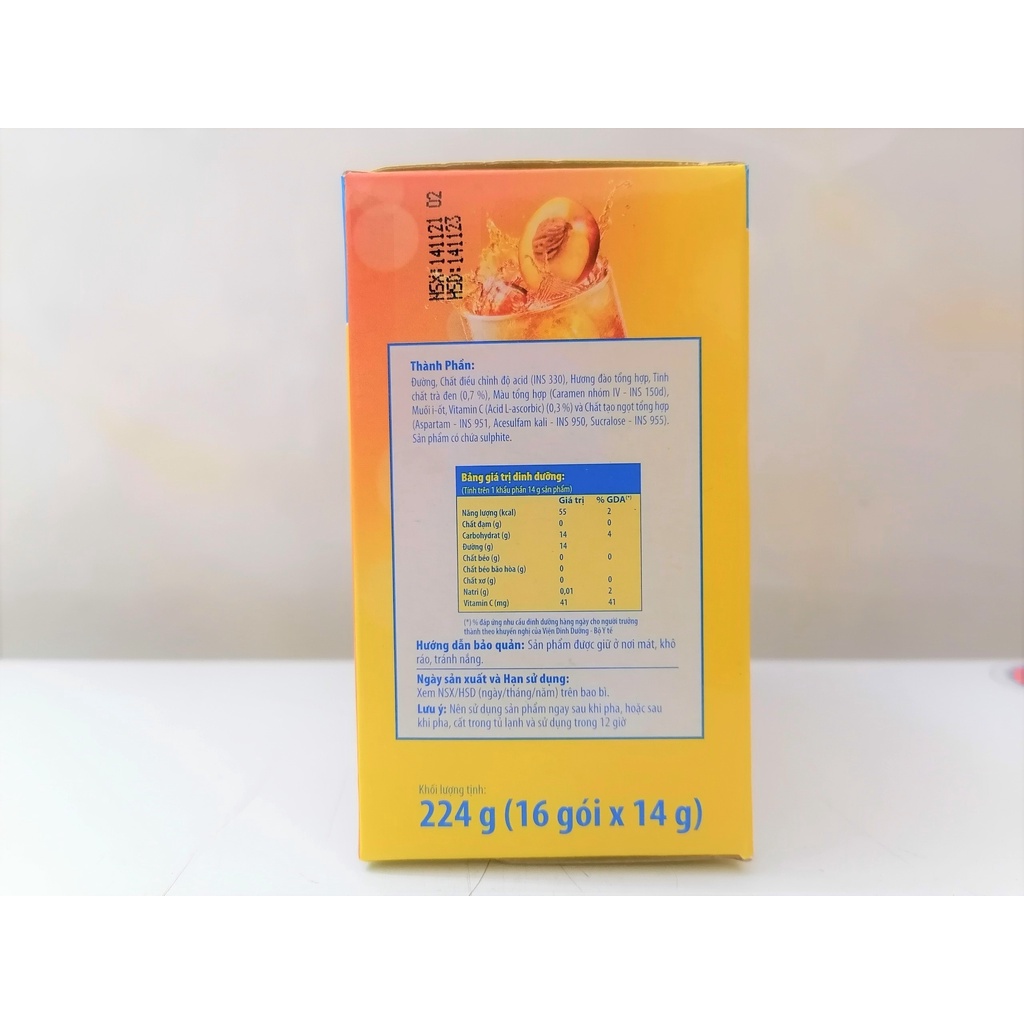 NSX:141121 02
HSD:141123
Thành Phần:
Đường, Chất điều chỉnh độ acid (INS 330), Hương đào tổng hợp, Tinh
chất trà đen (0,7 %), Màu tổng hợp (Caramen nhóm IV - INS 150d),
Muối i-ốt, Vitamin C (Acid L-ascorbic) (0,3 %) và Chất tạo ngọt tổng hợp
(Aspartam - INS 951, Acesulfam kali - INS 950, Sucralose - INS 955).
Sản phẩm có chứa sulphite.
Bảng giá trị dinh dưỡng:
(Tính trên 1 khẩu phần 14 g sản phẩm)
Giá trị % GDA(*)
Năng lượng (kcal) 55 2
Chất đạm (g) 0 0
Carbohydrat (g) 14 4
Đường (g) 14
Chất béo (g) 0 0
Chất béo bão hòa (g) 0
Chất xơ (g) 0 0
Natri (g) 0,01 2
Vitamin C (mg) 41 41
(*) % đáp ứng nhu cầu dinh dưỡng hàng ngày cho người trưởng
thành theo khuyến nghị của Viện Dinh Dưỡng - Bộ Y tế
Hướng dẫn bảo quản: Sản phẩm được giữ ở nơi mát, khô
ráo, tránh nắng.
Ngày sản xuất và Hạn sử dụng:
Xem NSX/HSD (ngày/tháng/năm) trên bao bì.
Lưu ý: Nên sử dụng sản phẩm ngay sau khi pha, hoặc sau
khi pha, cất trong tủ lạnh và sử dụng trong 12 giờ
Khối lượng tịnh:
224 g (16 gói x 14 g)